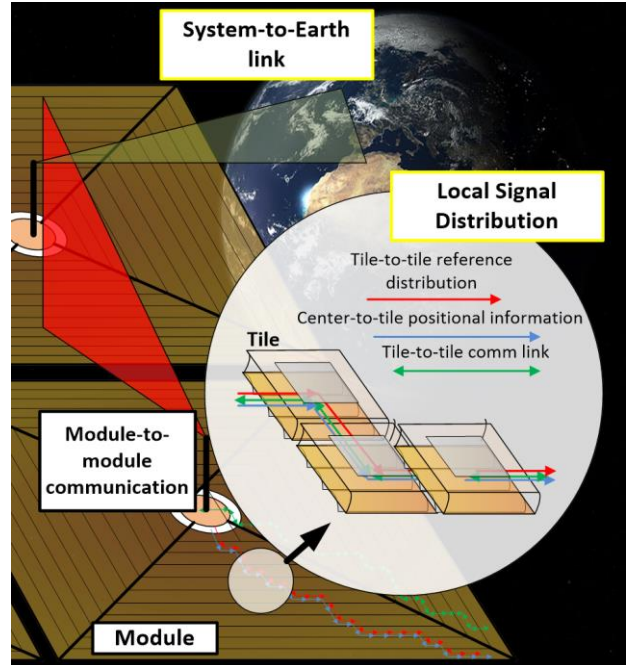 System-to-Earth
link
Local Signal
Distribution
Tile-to-tile reference
distribution
Center-to-tile positional information
Tile-to-tile comm link
Tile
Module-to-
module
communication
Module